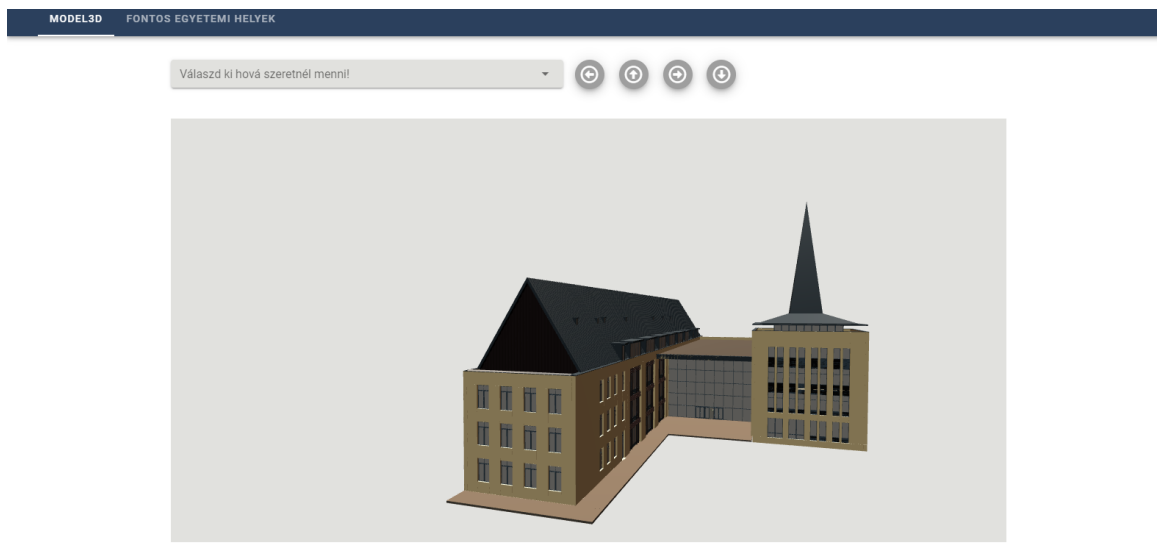 MODEL3D FONTOS EGYETEMI HELYEK
Válaszd ki hová szeretnél menni!